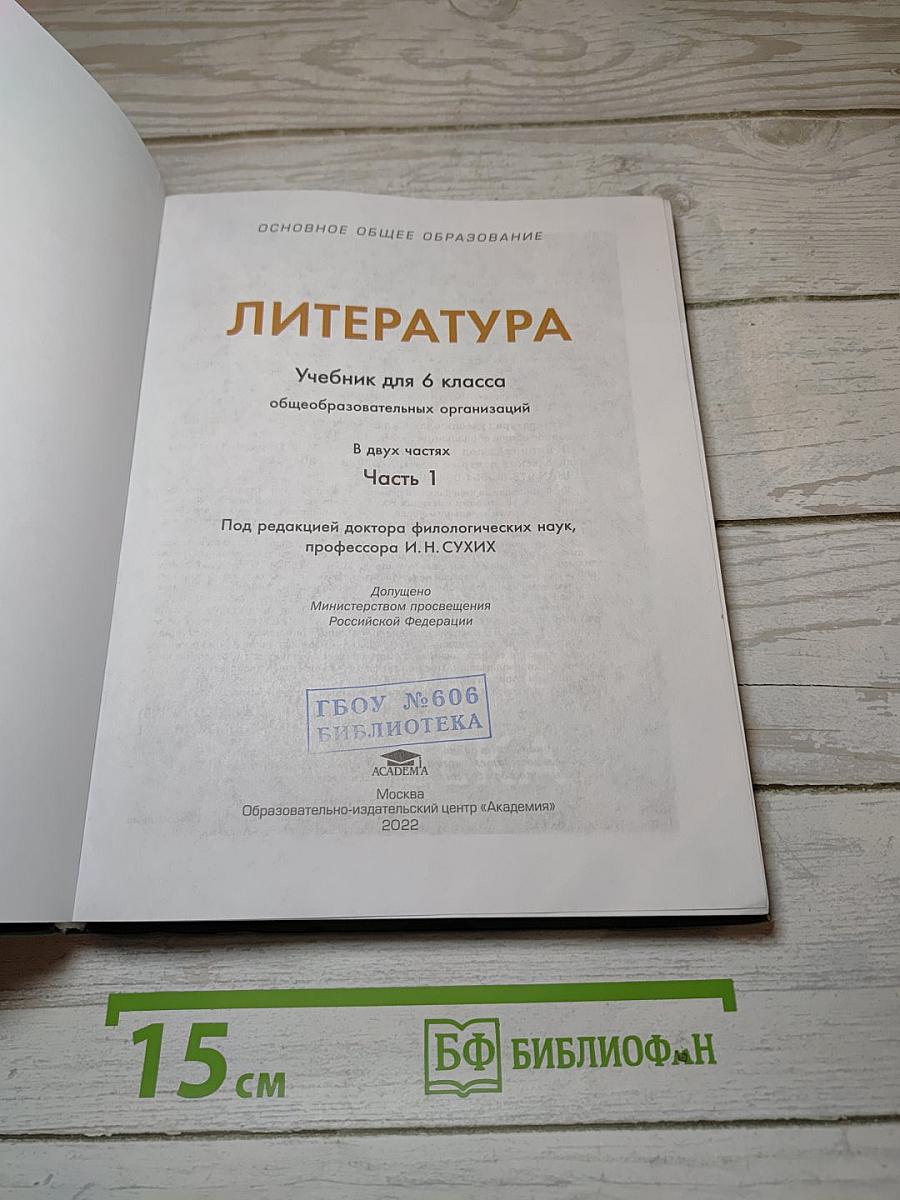 ОСНОВНОЕ ОБЩЕЕ ОБРАЗОВАНИЕ
ЛИТЕРАТУРА
Учебник для 6 класса
общеобразовательных организаций
В двух частях
Часть 1
Под редакцией доктора филологических наук,
профессора И. Н. СУХИХ
Допущено
Министерством просвещения
Российской Федерации
ГБОУ №606
БИБЛИОТЕКА
ACADEM'A
Москва
Образовательно-издательский центр «Академия»
2022
15 см
БФ БИБЛИОФАН